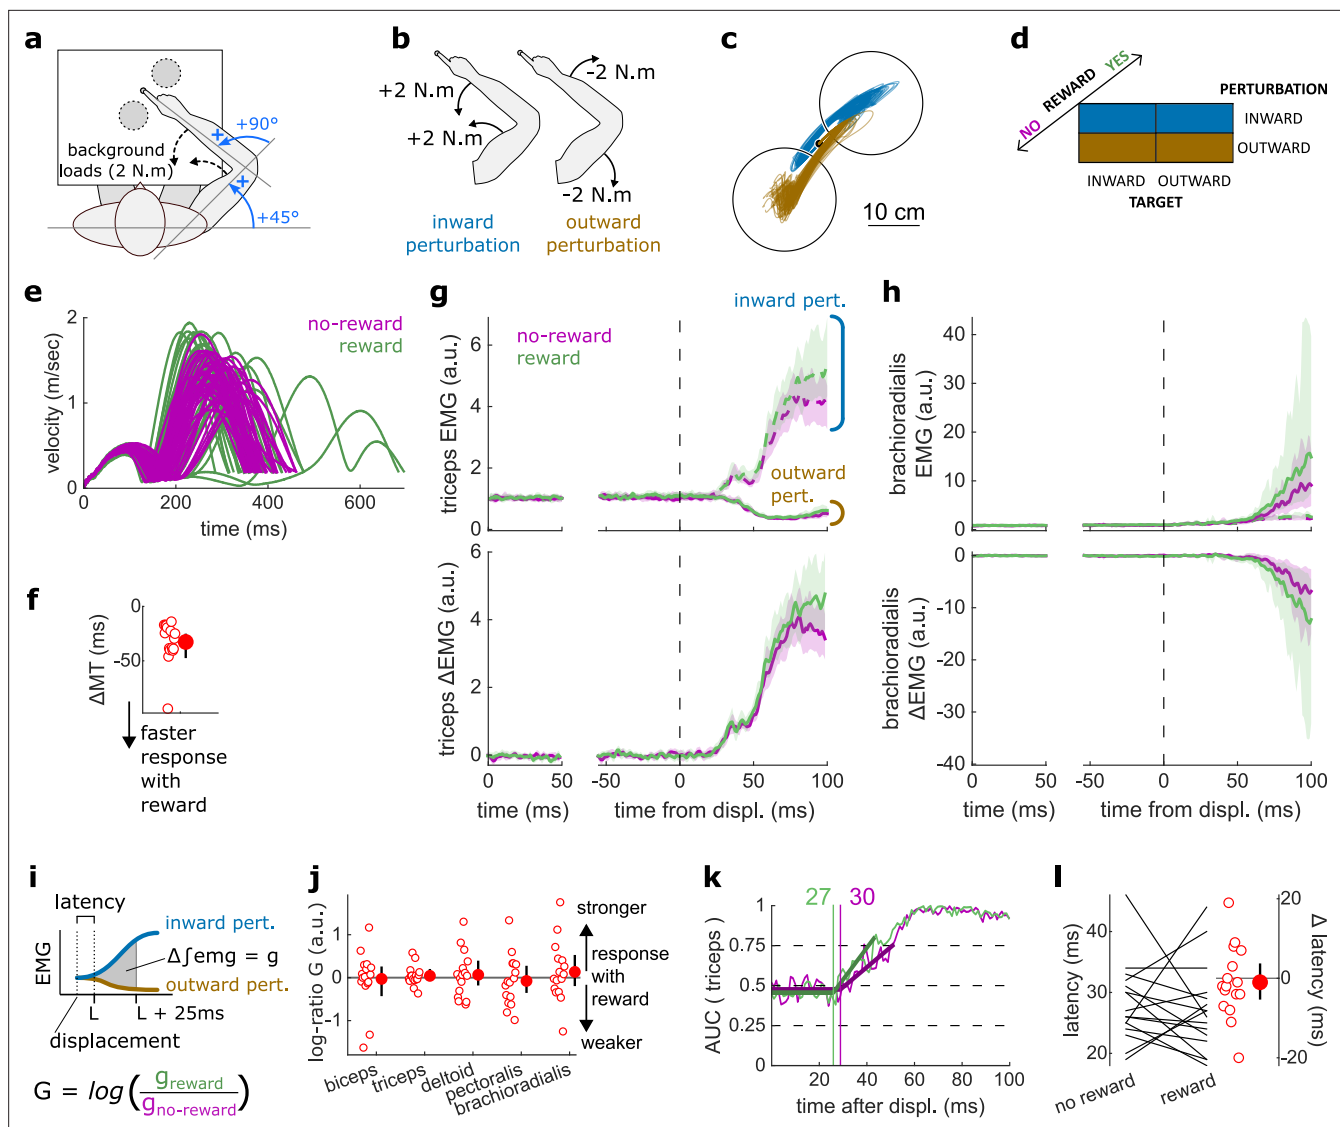 a
+90°
+
background
loads (2 N.m)
+
+45°
b
-2 N.m
+2 N.m
+2 N.m
-2 N.m
inward
perturbation
outward
perturbation
c
10 cm
d
NO REWARD YES
PERTURBATION
INWARD
OUTWARD
INWARD OUTWARD
TARGET
e
no-reward
reward
velocity (m/sec)
2
1
0
0 200 400 600
time (ms)
f
ΔMT (ms)
0
-50
faster
response
with
reward
g
inward pert.
no-reward
reward
outward
pert.
triceps EMG (a.u.)
6
4
2
0
triceps ΔEMG (a.u.)
6
4
2
0
0 50 -50 0 50 100
time (ms) time from displ. (ms)
h
brachioradialis
EMG (a.u.)
40
30
20
10
0
brachioradialis
ΔEMG (a.u.)
0
-10
-20
-30
-40
0 50 -50 0 50 100
time (ms) time from displ. (ms)
i
latency
EMG
inward pert.
Δ∫emg = g
outward pert.
L L + 25ms
displacement
G = log(g reward / g no-reward)
j
log-ratio G (a.u.)
1
0
-1
stronger
response
with
reward
weaker
biceps
triceps
deltoid
pectoralis
brachioradialis
k
27 30
AUC ( triceps )
1
0.75
0.5
0.25
0
20 40 60 80 100
time after displ. (ms)
l
latency (ms)
40
30
20
no reward
reward
20
0
-20
Δ latency (ms)